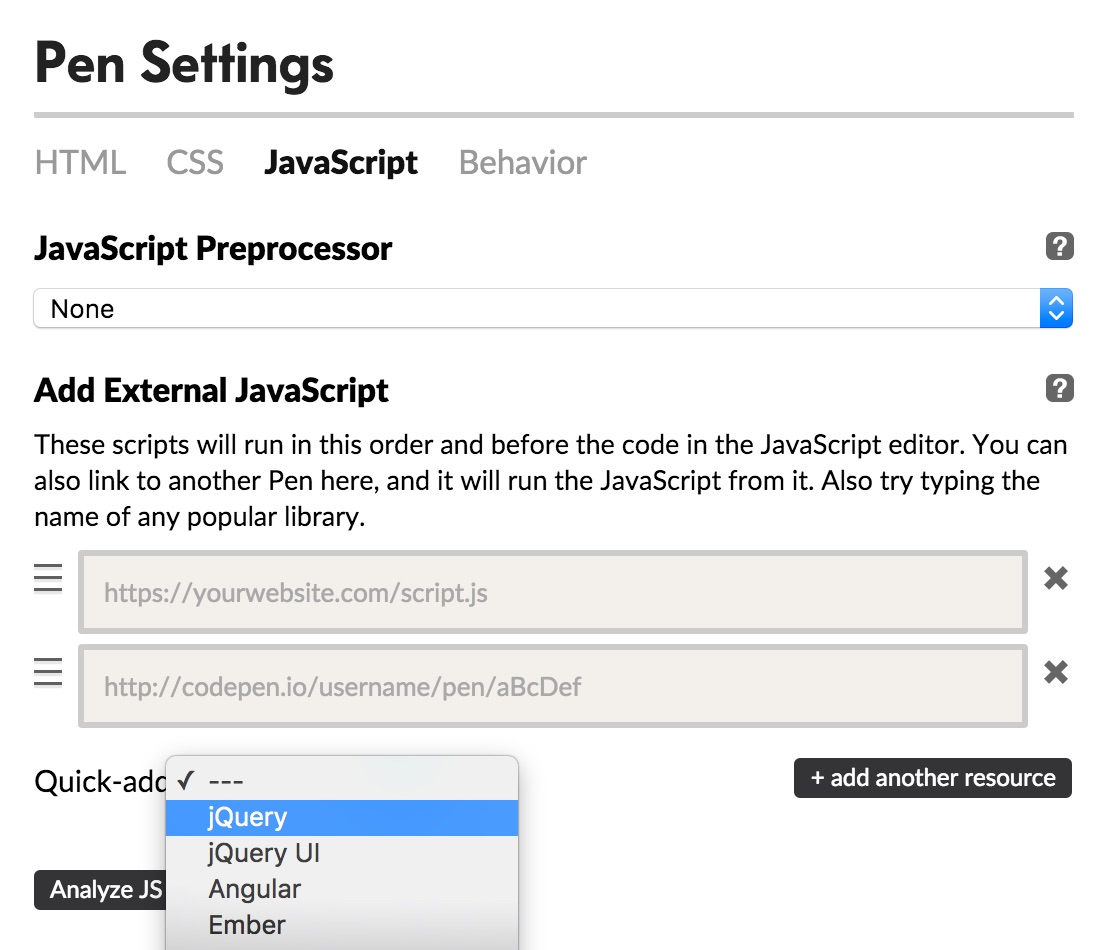 Pen Settings
HTML CSS JavaScript Behavior
JavaScript Preprocessor ?
None
Add External JavaScript ?
These scripts will run in this order and before the code in the JavaScript editor. You can
also link to another Pen here, and it will run the JavaScript from it. Also try typing the
name of any popular library.
https://yourwebsite.com/script.js
http://codepen.io/username/pen/aBcDef
Quick-add ✓ --- + add another resource
jQuery
jQuery UI
Analyze JS Angular
Ember